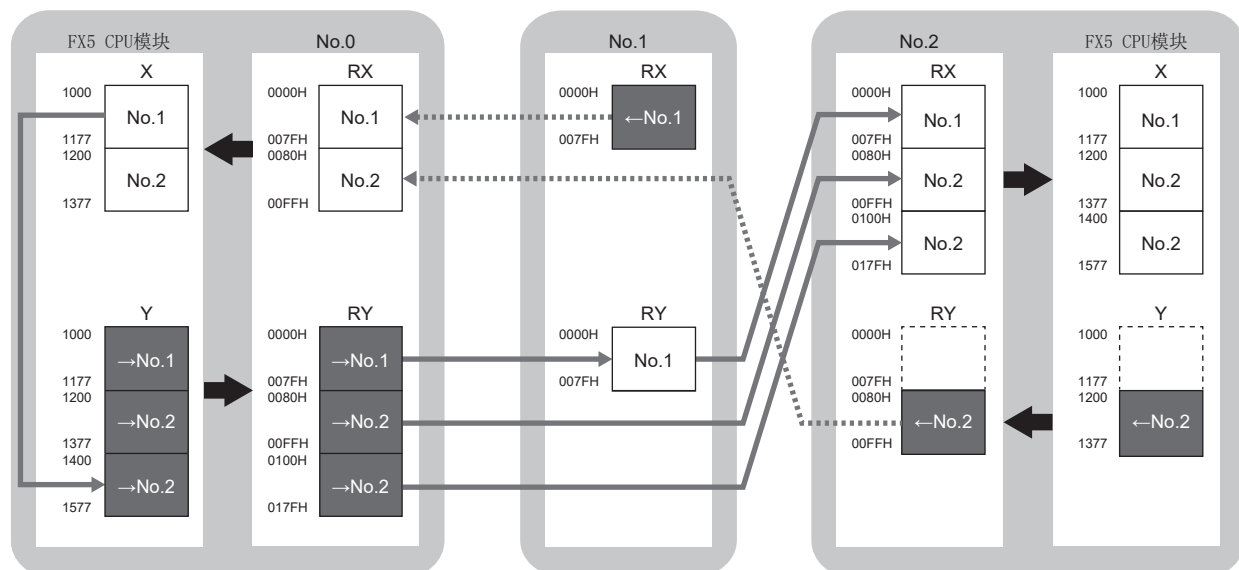 FX5 CPU模块
No.0
No.1
No.2
FX5 CPU模块
X
1000
No.1
1177
1200
No.2
1377
Y
1000
→No.1
1177
1200
→No.2
1377
1400
→No.2
1577
RX
0000H
No.1
007FH
0080H
No.2
00FFH
RY
0000H
→No.1
007FH
0080H
→No.2
00FFH
0100H
→No.2
017FH
RX
0000H
←No.1
007FH
RY
0000H
No.1
007FH
RX
0000H
No.1
007FH
0080H
No.2
00FFH
0100H
No.2
017FH
RY
0000H
007FH
0080H
←No.2
00FFH
X
1000
No.1
1177
1200
No.2
1377
1400
No.2
1577
Y
1000
1177
1200
←No.2
1377